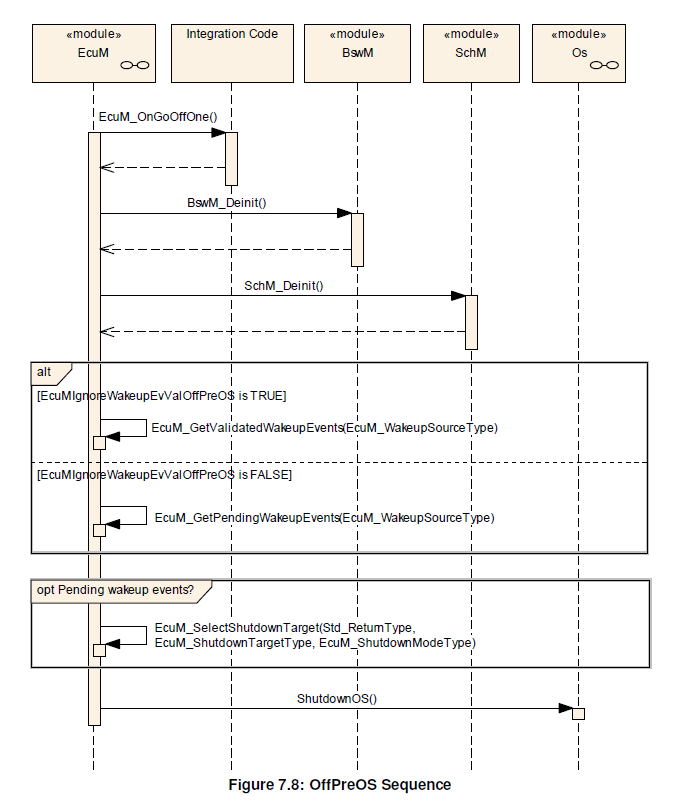 «module»
EcuM
Integration Code
«module»
BswM
«module»
SchM
«module»
Os
EcuM_OnGoOffOne()
BswM_Deinit()
SchM_Deinit()
alt
[EcuMIgnoreWakeupEvValOffPreOS is TRUE]
EcuM_GetValidatedWakeupEvents(EcuM_WakeupSourceType)
[EcuMIgnoreWakeupEvValOffPreOS is FALSE]
EcuM_GetPendingWakeupEvents(EcuM_WakeupSourceType)
opt Pending wakeup events?
EcuM_SelectShutdownTarget(Std_ReturnType,
EcuM_ShutdownTargetType, EcuM_ShutdownModeType)
ShutdownOS()
Figure 7.8: OffPreOS Sequence